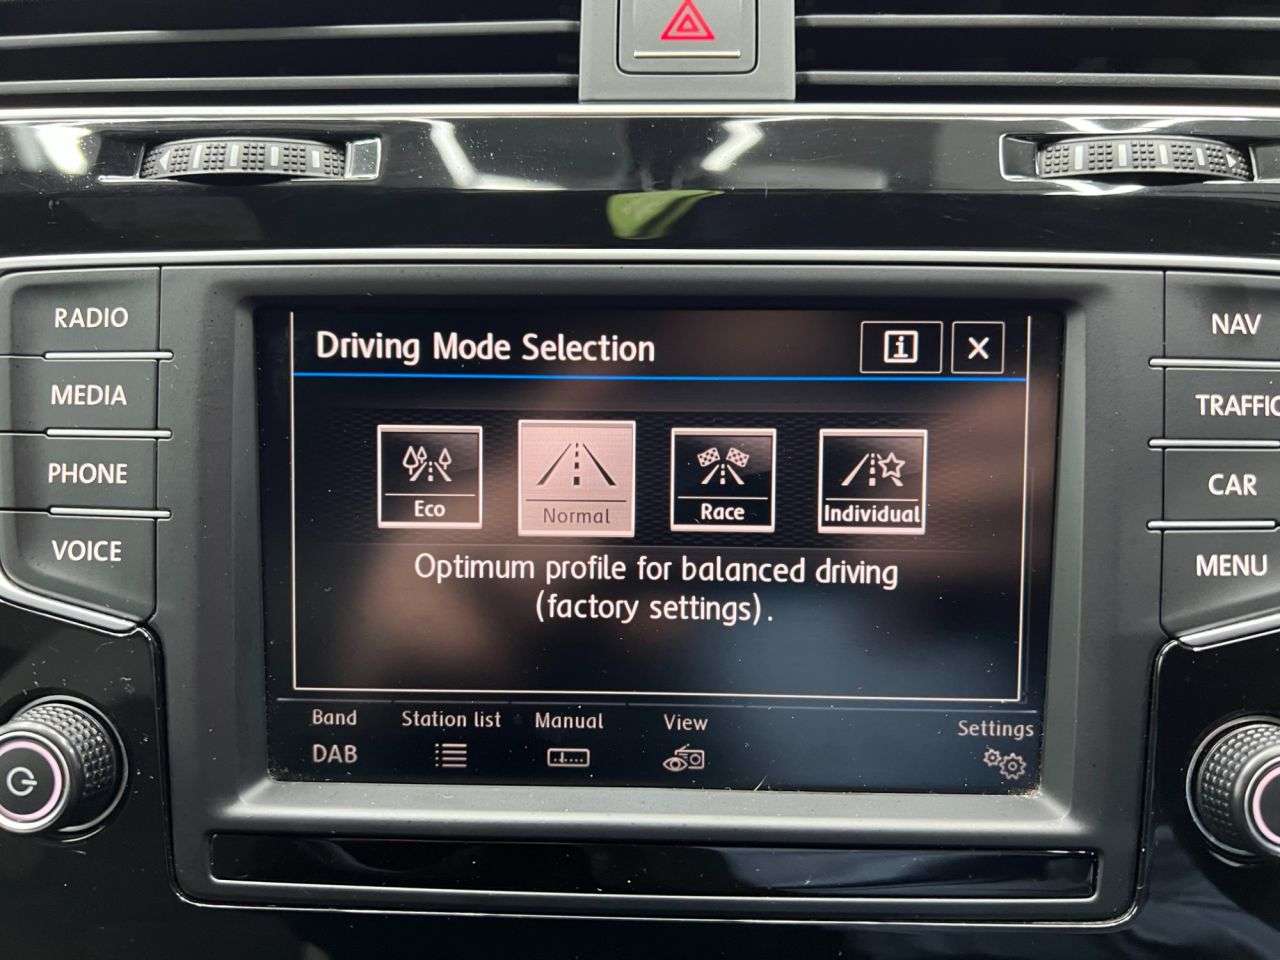 RADIO
MEDIA
PHONE
VOICE
Driving Mode Selection
i
X
Eco
Normal
Race
Individual
Optimum profile for balanced driving
(factory settings).
Band
Station list
Manual
View
Settings
DAB
NAV
TRAFFIC
CAR
MENU